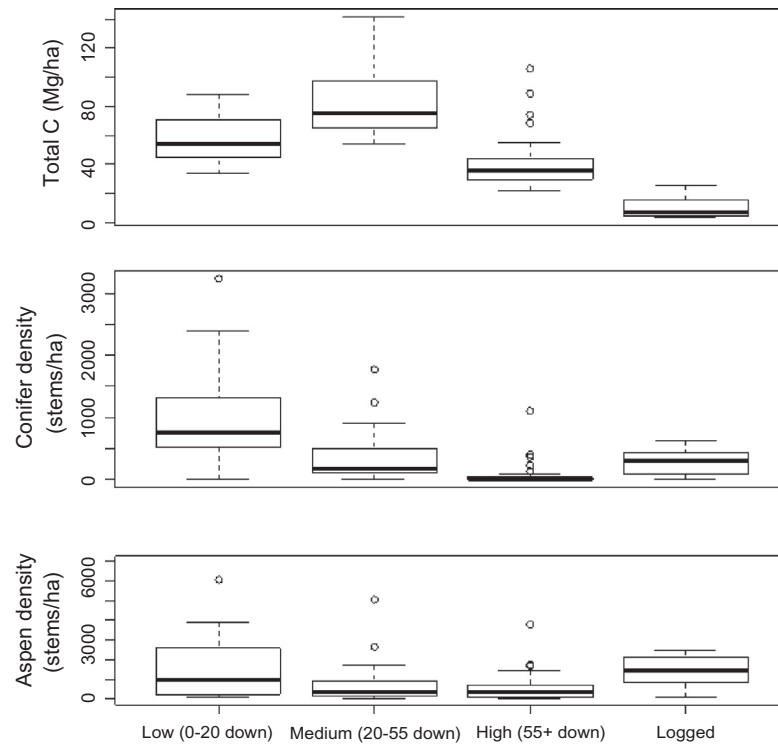 Total C (Mg/ha)
120
80
40
0
Conifer density
(stems/ha)
3000
2000
1000
0
Aspen density
(stems/ha)
6000
3000
0
Low (0-20 down) Medium (20-55 down) High (55+ down) Logged